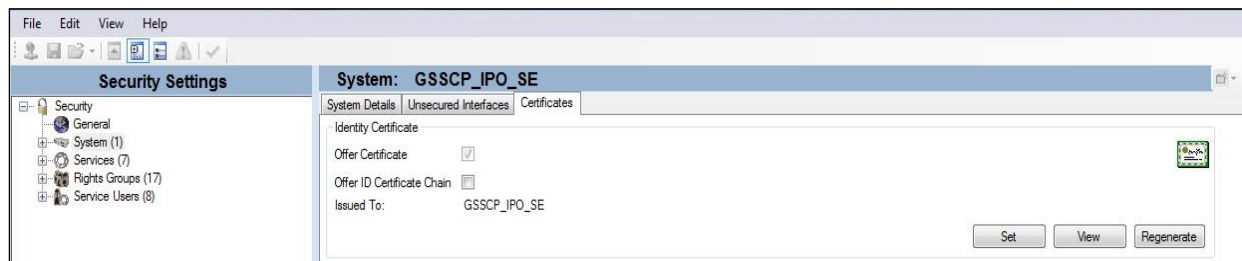 File Edit View Help
Security Settings
System: GSSCP_IPO_SE
Security
General
System (1)
Services (7)
Rights Groups (17)
Service Users (8)
System Details Unsecured Interfaces Certificates
Identity Certificate
Offer Certificate
Offer ID Certificate Chain
Issued To: GSSCP_IPO_SE
Set View Regenerate